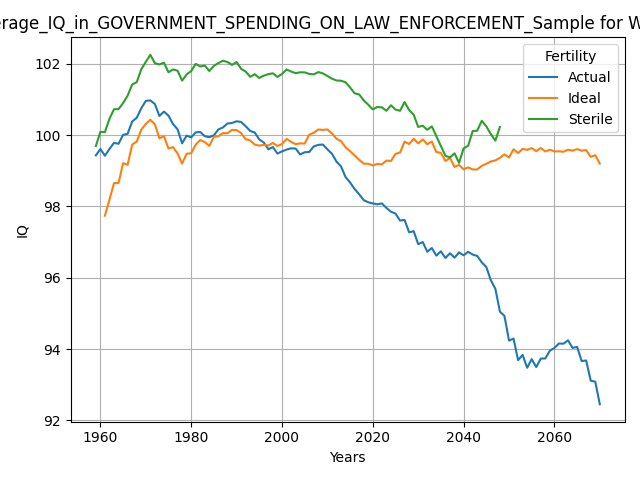 erage_IQ_in_GOVERNMENT_SPENDING_ON_LAW_ENFORCEMENT_Sample for W
Fertility
Actual
Ideal
Sterile
102
100
98
96
94
92
IQ
1960 1980 2000 2020 2040 2060
Years